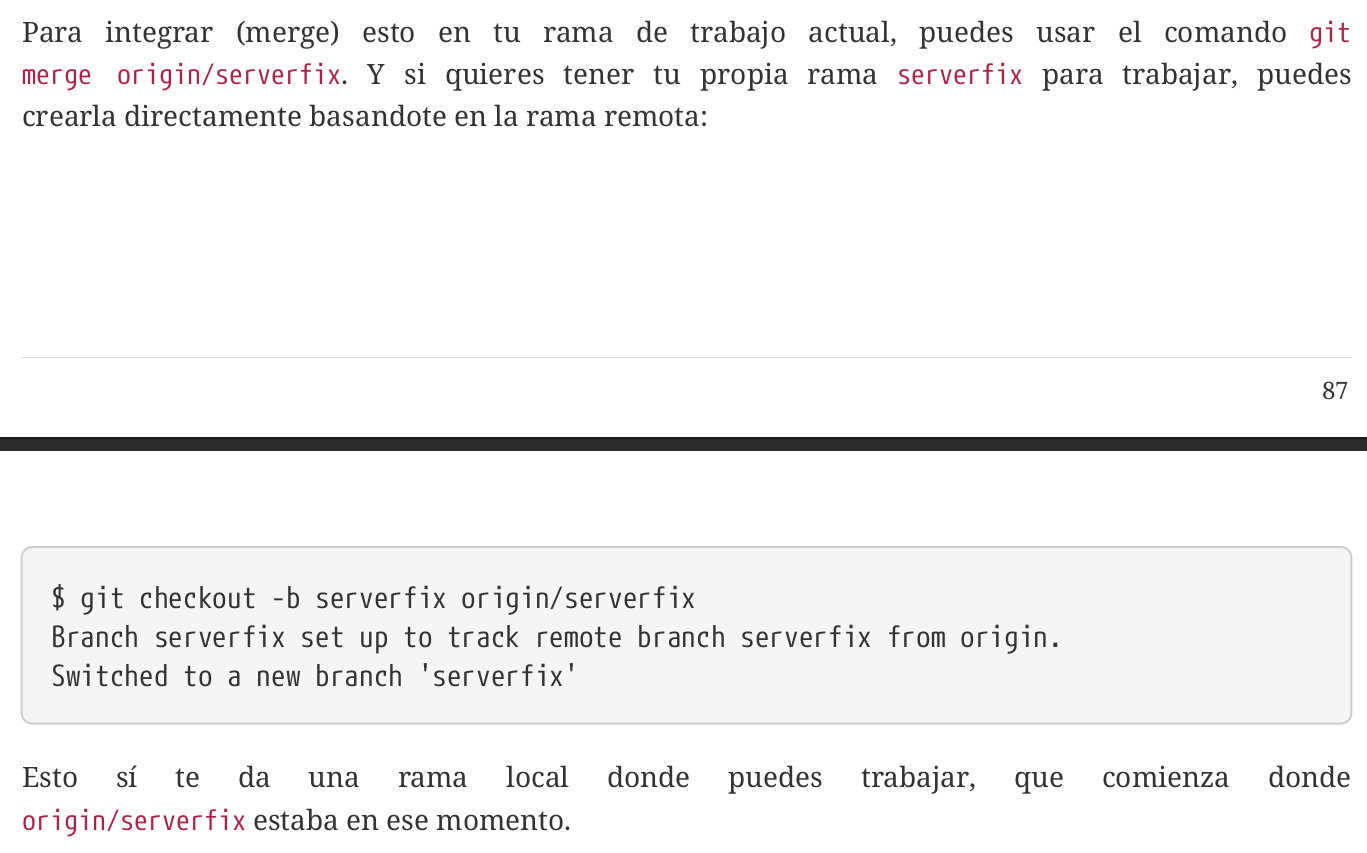 Para integrar (merge) esto en tu rama de trabajo actual, puedes usar el comando git
merge origin/serverfix. Y si quieres tener tu propia rama serverfix para trabajar, puedes
crearla directamente basandote en la rama remota:
87
$ git checkout -b serverfix origin/serverfix
Branch serverfix set up to track remote branch serverfix from origin.
Switched to a new branch 'serverfix'
Esto sí te da una rama local donde puedes trabajar, que comienza donde
origin/serverfix estaba en ese momento.